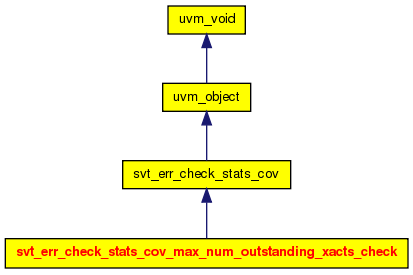 uvm_void
uvm_object
svt_err_check_stats_cov
svt_err_check_stats_cov_max_num_outstanding_xacts_check